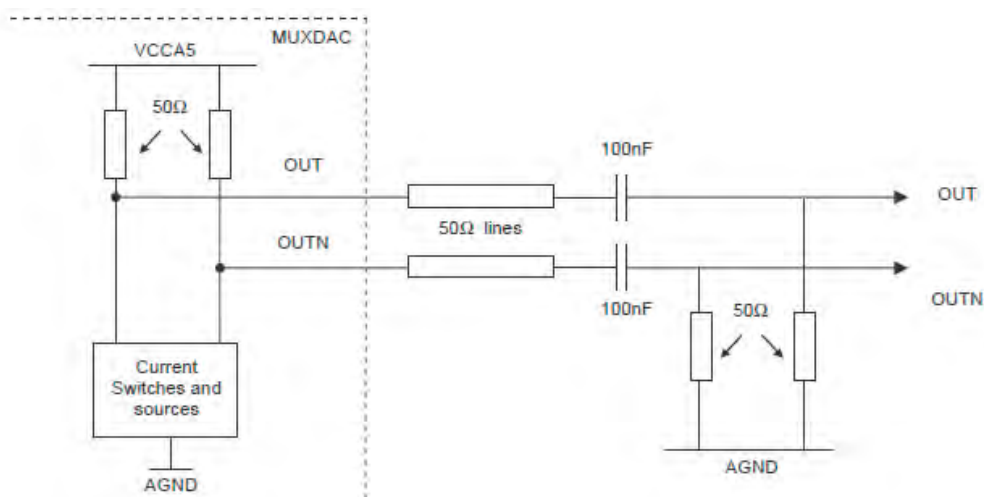 MUXDAC
VCCA5
50Ω
OUT
100nF
OUT
50Ω lines
OUTN
OUTN
100nF
50Ω
Current
Switches and
sources
AGND
AGND